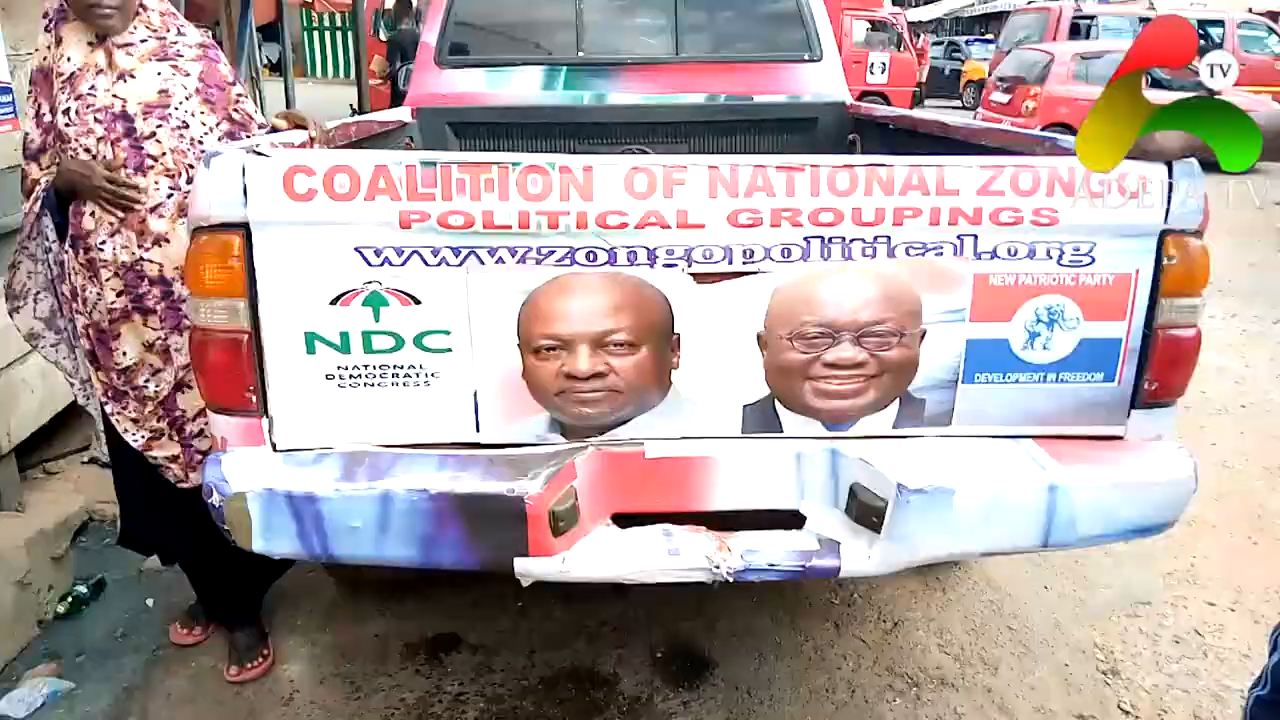 COALITION OF NATIONAL ZONGO
POLITICAL GROUPINGS
www.zongopolitical.org
NDC
NATIONAL
DEMOCRATIC
CONGRESS
NEW PATRIOTIC PARTY
DEVELOPMENT IN FREEDOM
TV
ADEPA TV